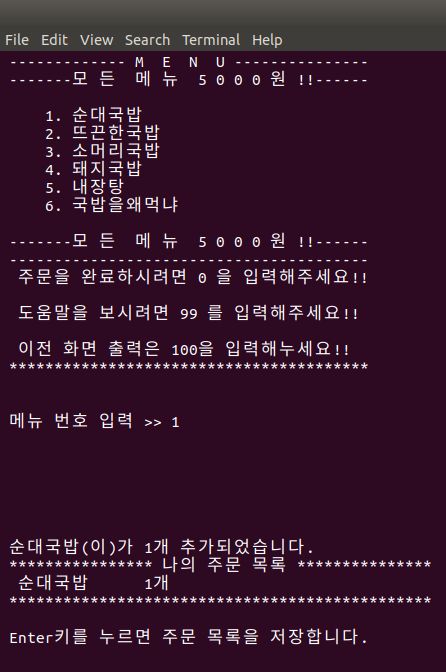 File Edit View Search Terminal Help
------------- M E N U ---------------
-------모 든 메 뉴 5 0 0 0 원 !!------
1. 순대국밥
2. 뜨끈한국밥
3. 소머리국밥
4. 돼지국밥
5. 내장탕
6. 국밥을왜먹냐
-------모 든 메 뉴 5 0 0 0 원 !!------
----------------------------------------
주문을 완료하시려면 0 을 입력해주세요!!
도움말을 보시려면 99 를 입력해주세요!!
이전 화면 출력은 100을 입력해누세요!!
****************************************
메뉴 번호 입력 >> 1
순대국밥(이)가 1개 추가되었습니다.
**************** 나의 주문 목록 ***************
순대국밥 1개
***********************************************
Enter키를 누르면 주문 목록을 저장합니다.